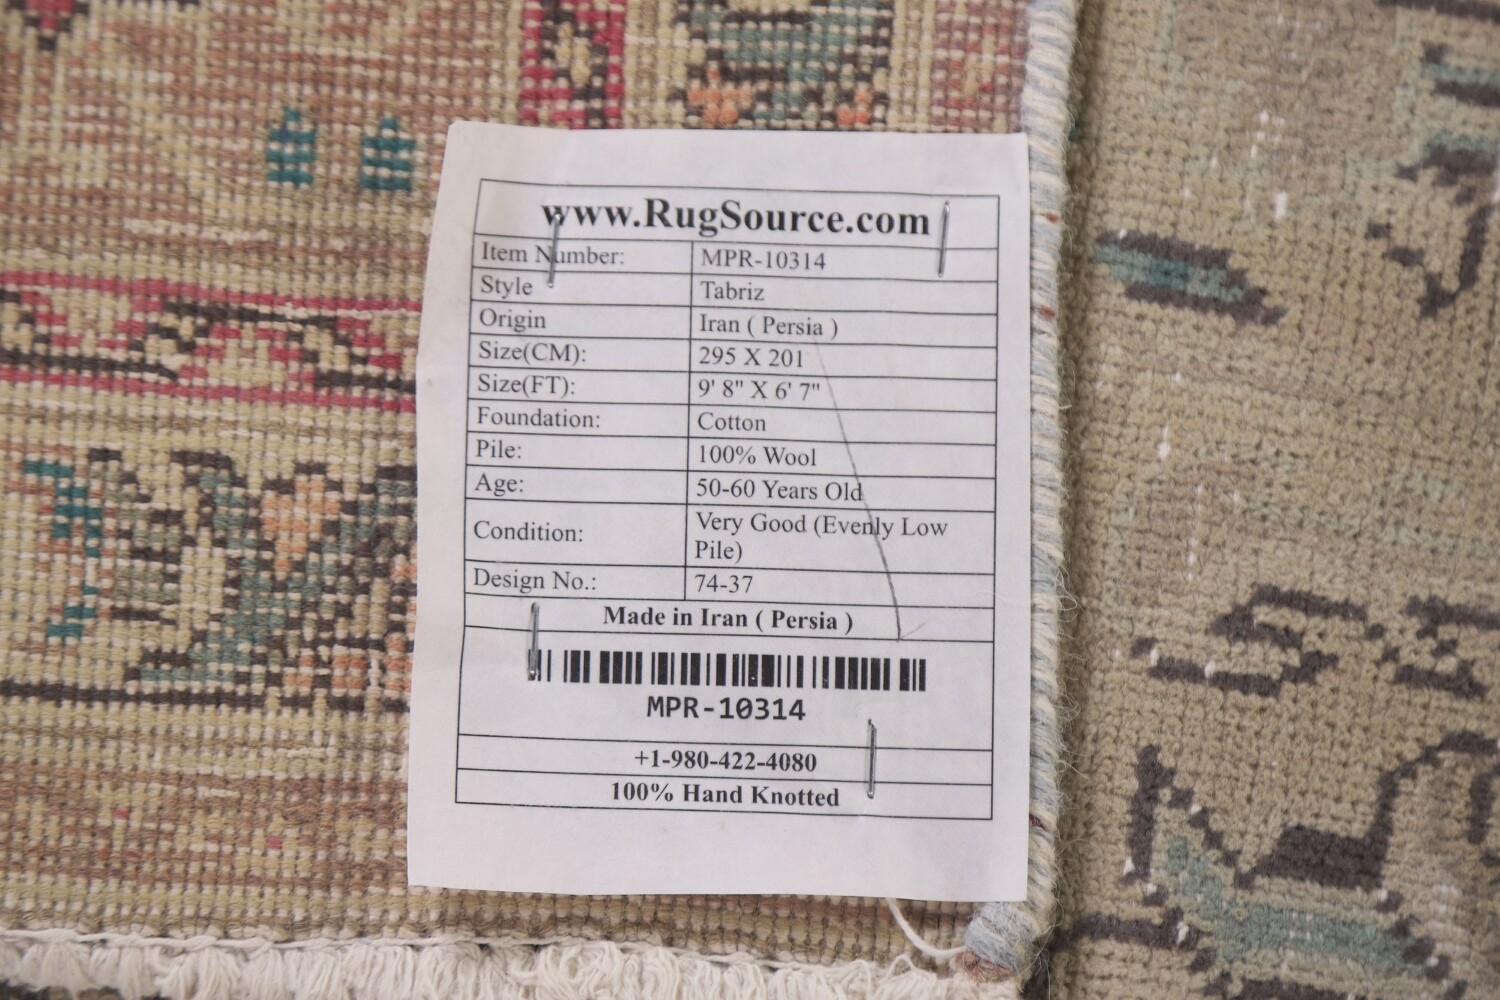 www.RugSource.com
Item Number: MPR-10314
Style Tabriz
Origin Iran ( Persia )
Size(CM): 295 X 201
Size(FT): 9' 8" X 6' 7"
Foundation: Cotton
Pile: 100% Wool
Age: 50-60 Years Old
Condition: Very Good (Evenly Low
Pile)
Design No.: 74-37
Made in Iran ( Persia )
MPR-10314
+1-980-422-4080
100% Hand Knotted